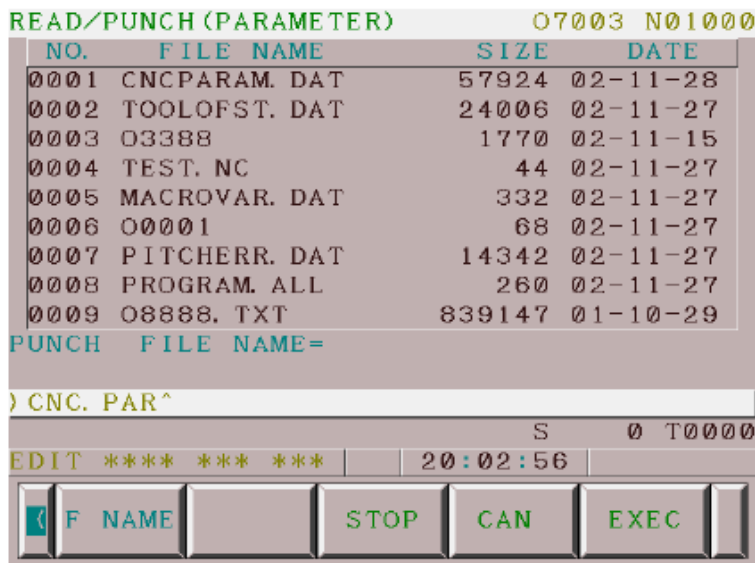 READ/PUNCH(PARAMETER) O7003 N01000
NO. FILE NAME SIZE DATE
0001 CNCPARAM. DAT 57924 02-11-28
0002 TOOLOFST. DAT 24006 02-11-27
0003 O3388 1770 02-11-15
0004 TEST. NC 44 02-11-27
0005 MACROVAR. DAT 332 02-11-27
0006 O0001 68 02-11-27
0007 PITCHERR. DAT 14342 02-11-27
0008 PROGRAM. ALL 260 02-11-27
0009 O8888. TXT 839147 01-10-29
PUNCH FILE NAME=
) CNC. PAR^
S 0 T0000
EDIT **** *** *** 20:02:56
( F NAME STOP CAN EXEC